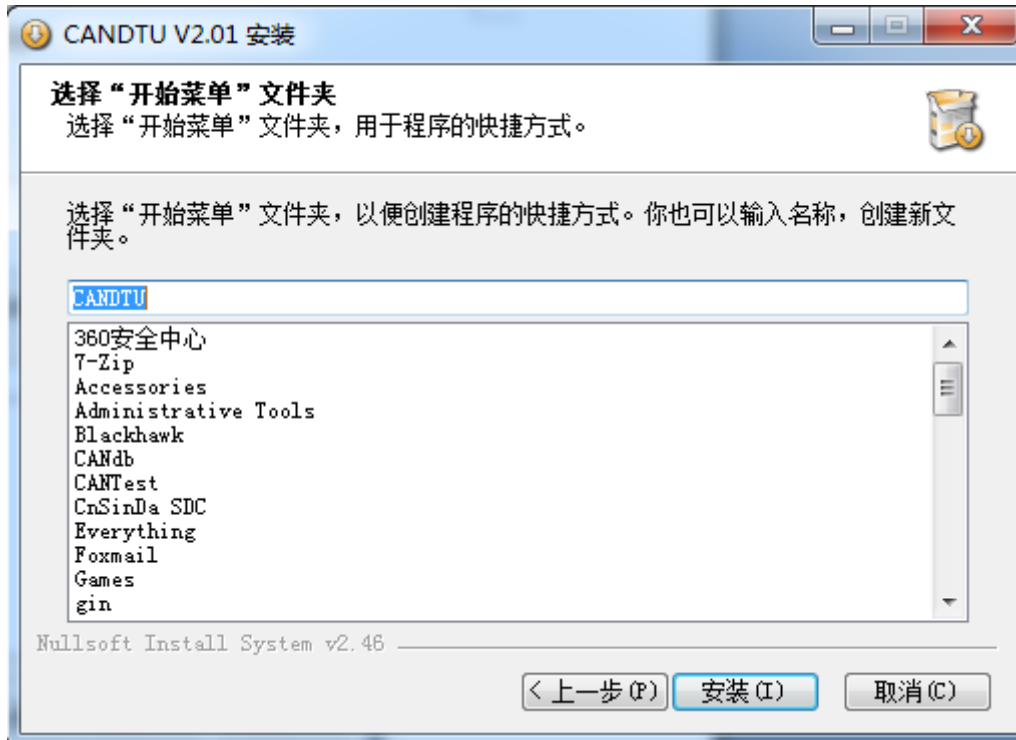 CANDTU V2.01 安装
选择“开始菜单”文件夹
选择“开始菜单”文件夹，用于程序的快捷方式。
选择“开始菜单”文件夹，以便创建程序的快捷方式。你也可以输入名称，创建新文
件夹。
CANDTU
360安全中心
7-Zip
Accessories
Administrative Tools
Blackhawk
CANdb
CANTest
CnSinDa SDC
Everything
Foxmail
Games
gin
Nullsoft Install System v2.46
< 上一步(P) 安装(I) 取消(C)